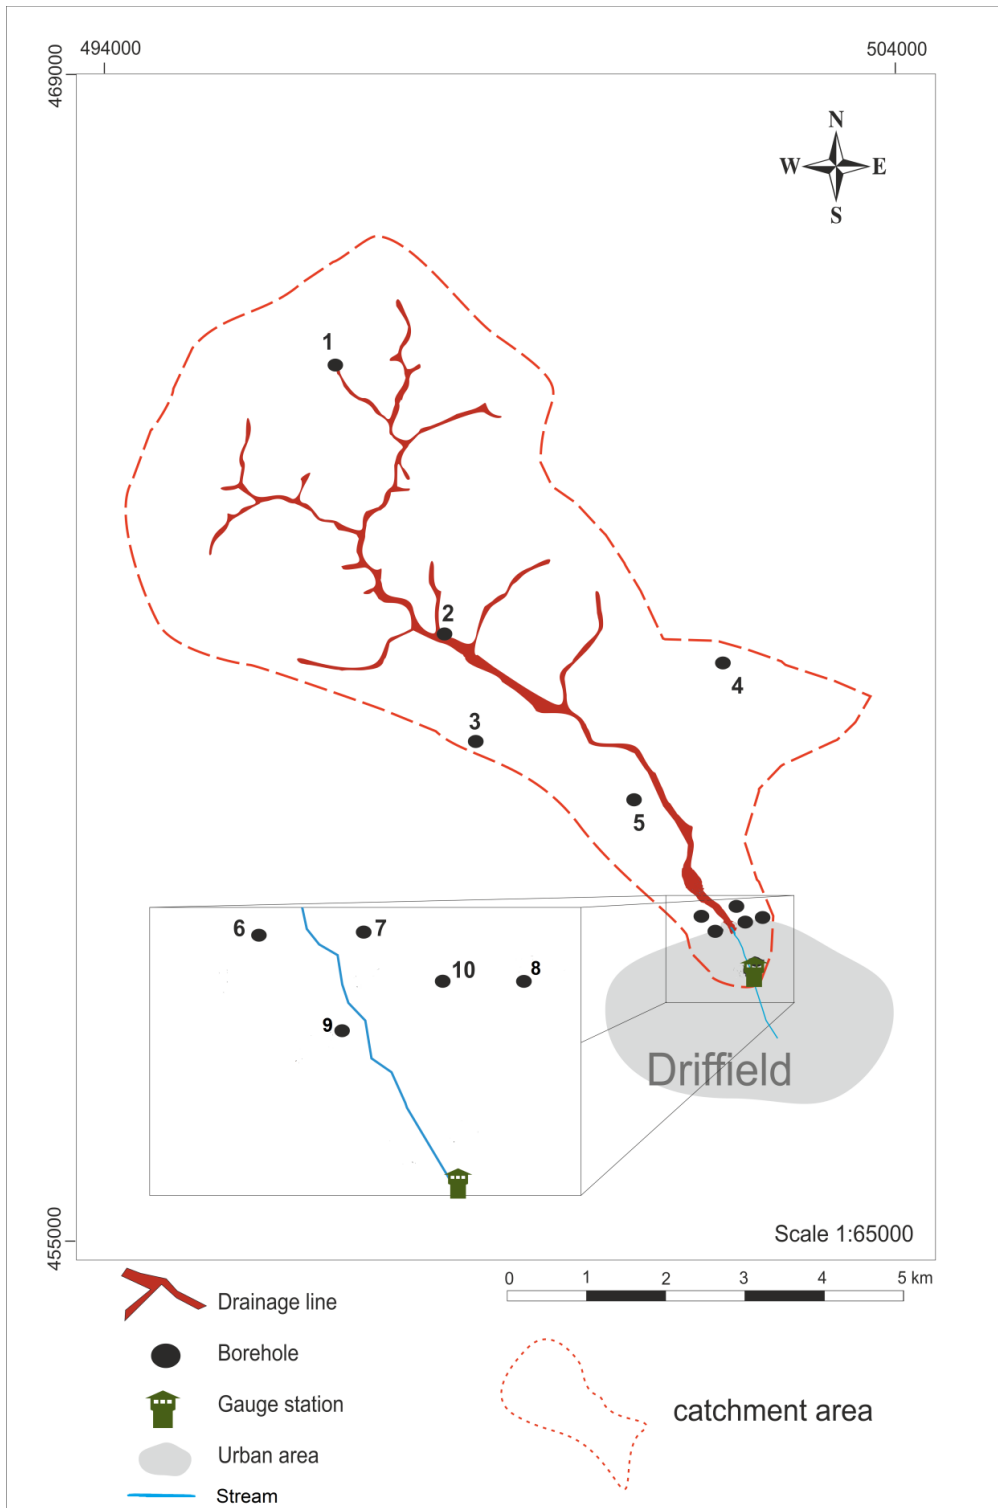 494000
504000
469000
N
W E
S
1
2
3
4
5
6
7
10
8
9
Driffield
455000
Scale 1:65000
0 1 2 3 4 5 km
Drainage line
Borehole
Gauge station
catchment area
Urban area
Stream